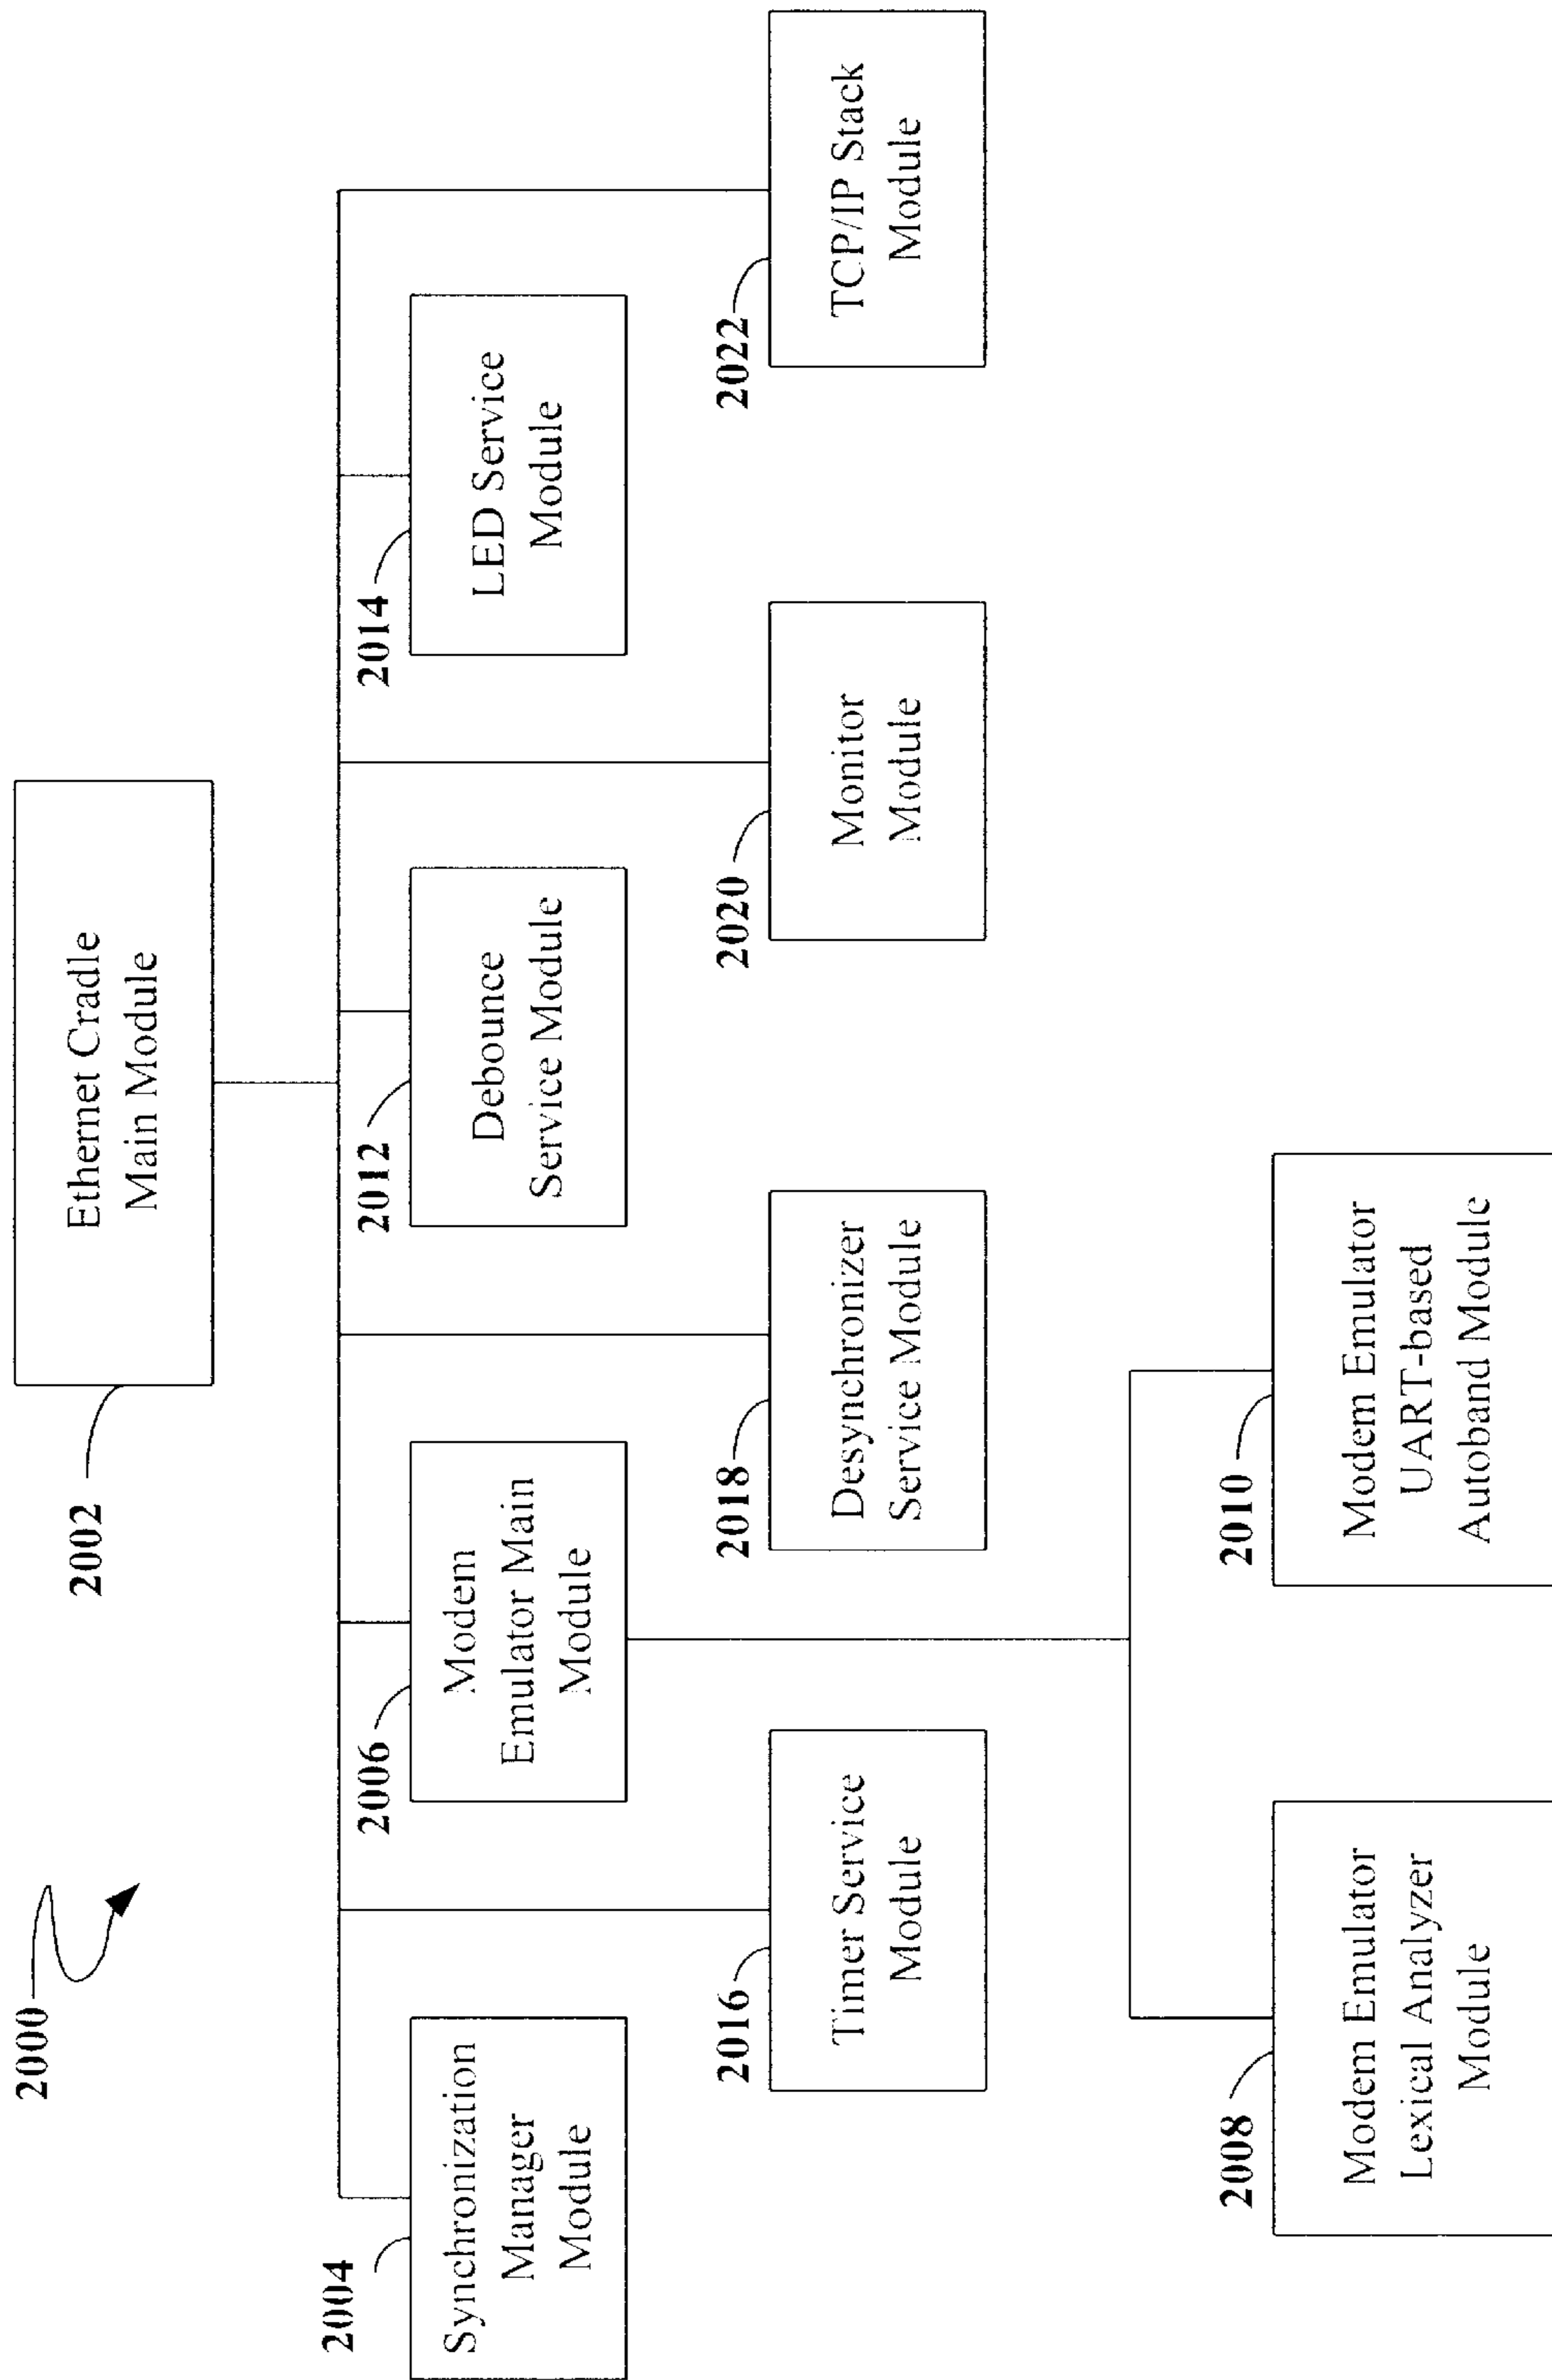 2000
2002
Ethernet Cradle
Main Module
2004
Synchronization
Manager
Module
2006
Modem
Emulator Main
Module
2012
Debounce
Service Module
2014
LED Service
Module
2016
Timer Service
Module
2018
Desynchronizer
Service Module
2020
Monitor
Module
2022
TCP/IP Stack
Module
2008
Modem Emulator
Lexical Analyzer
Module
2010
Modem Emulator
UART-based
Autoband Module